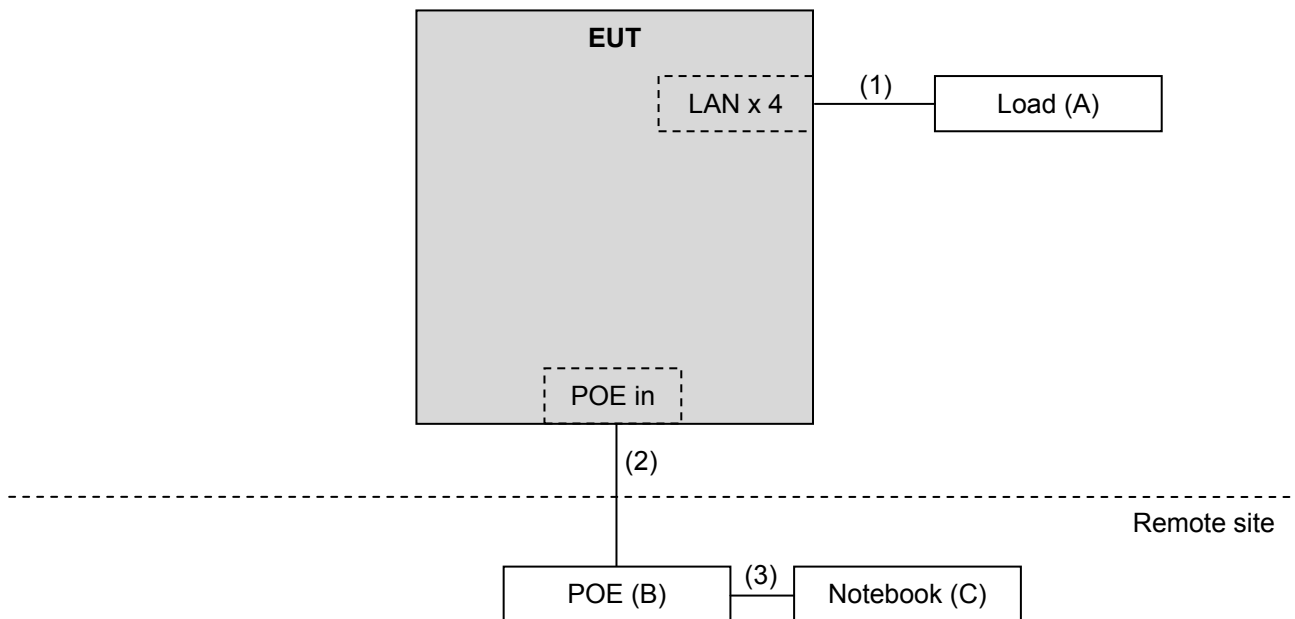 EUT
LAN x 4
(1)
Load (A)
POE in
(2)
Remote site
POE (B)
(3)
Notebook (C)